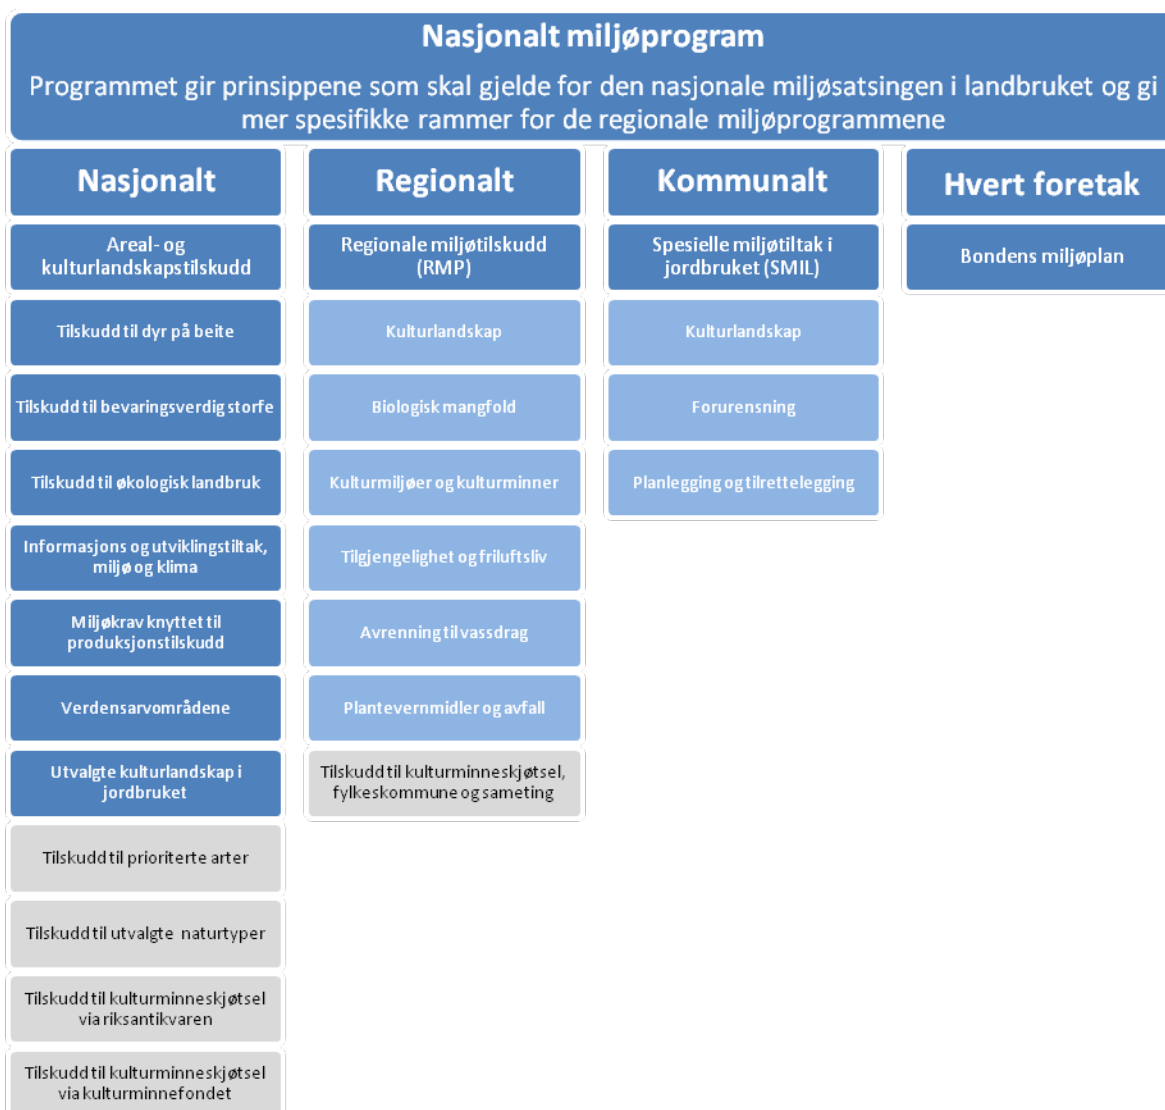 Nasjonalt miljøprogram
Programmet gir prinsippene som skal gjelde for den nasjonale miljøsatsingen i landbruket og gi
mer spesifikke rammer for de regionale miljøprogrammene
Nasjonalt
Areal- og
kulturlandskapstilskudd
Tilskudd til dyr på beite
Tilskudd til bevaringsverdig storfe
Tilskudd til økologisk landbruk
Informasjons og utviklingstiltak,
miljø og klima
Miljøkrav knyttet til
produksjonstilskudd
Verdensarvområdene
Utvalgte kulturlandskap i
jordbruket
Tilskudd til prioriterte arter
Tilskudd til utvalgte naturtyper
Tilskudd til kulturminneskjøtsel
via riksantikvaren
Tilskudd til kulturminneskjøtsel
via kulturminnefondet
Regionalt
Regionale miljøtilskudd
(RMP)
Kulturlandskap
Biologisk mangfold
Kulturmiljøer og kulturminner
Tilgjengelighet og friluftsliv
Avrenning til vassdrag
Plantevernmidler og avfall
Tilskudd til kulturminneskjøtsel,
fylkeskommune og sameting
Kommunalt
Spesielle miljøtiltak i
jordbruket (SMIL)
Kulturlandskap
Forurensning
Planlegging og tilrettelegging
Hvert foretak
Bondens miljøplan